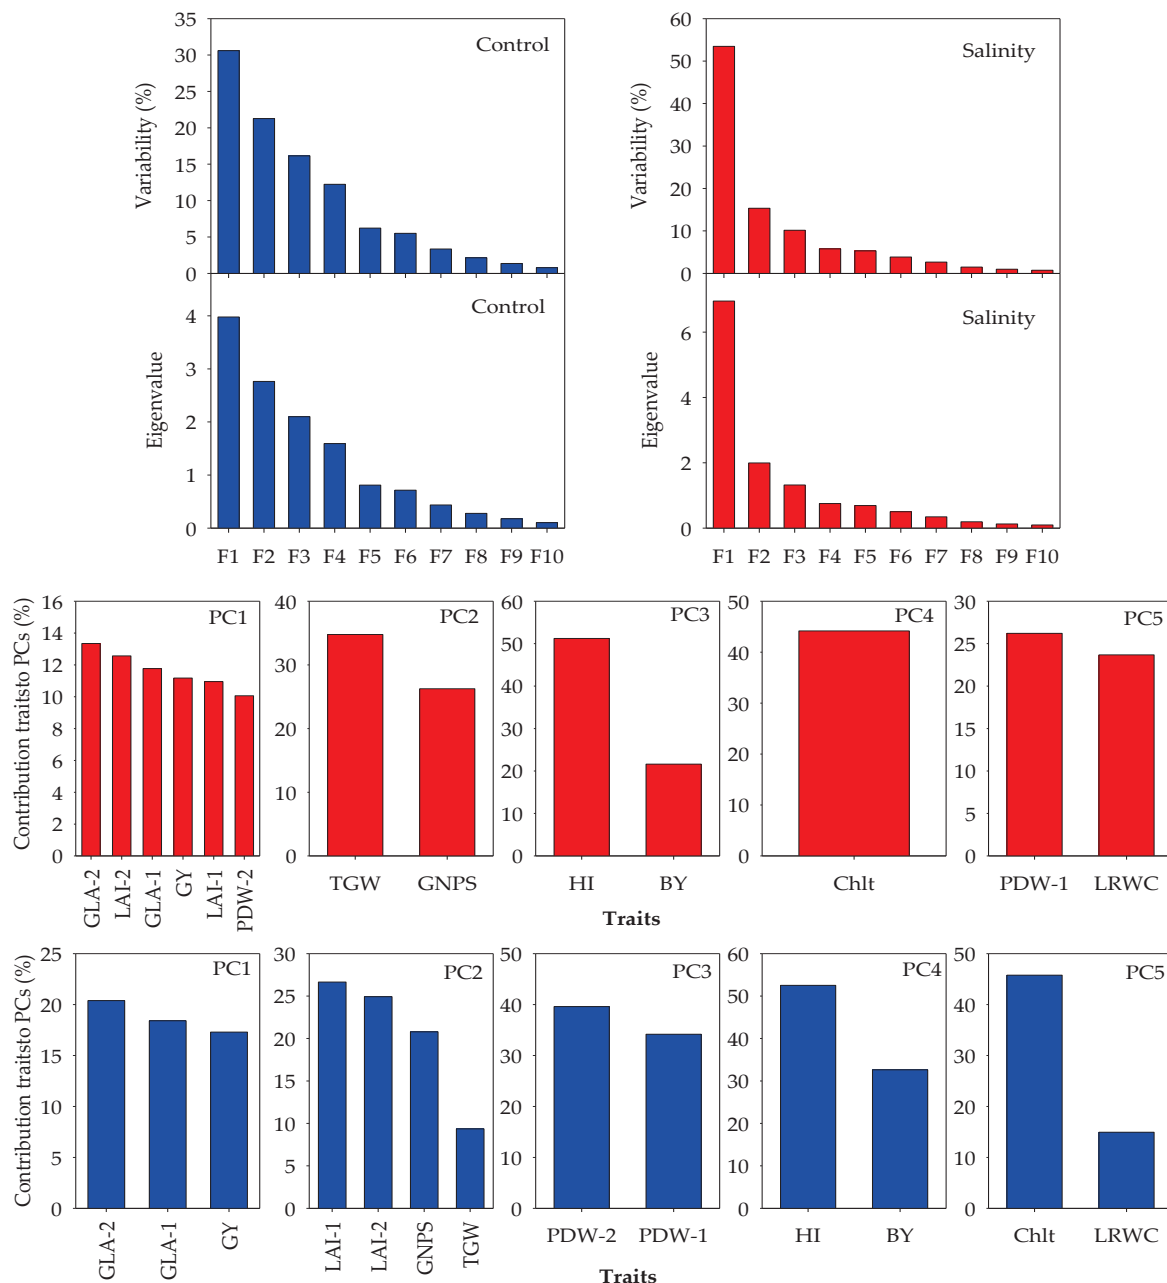 35
30
25
20
15
10
5
0
Variability (%)
Control
60
50
40
30
20
10
0
Variability (%)
Salinity
4
3
2
1
0
Eigenvalue
Control
F1 F2 F3 F4 F5 F6 F7 F8 F9 F10
6
4
2
0
Eigenvalue
Salinity
F1 F2 F3 F4 F5 F6 F7 F8 F9 F10
Contribution traitsto PCs (%)
16
14
12
10
8
6
4
2
0
PC1
GLA-2
LAI-2
GLA-1
GY
LAI-1
PDW-2
40
30
20
10
0
PC2
TGW GNPS
60
50
40
30
20
10
0
PC3
HI BY
50
40
30
20
10
0
PC4
Chlt
30
25
20
15
10
5
0
PC5
PDW-1 LRWC
Traits
Contribution traitsto PCs (%)
25
20
15
10
5
0
PC1
GLA-2
GLA-1
GY
30
25
20
15
10
5
0
PC2
LAI-1
LAI-2
GNPS
TGW
50
40
30
20
10
0
PC3
PDW-2 PDW-1
60
50
40
30
20
10
0
PC4
HI BY
50
40
30
20
10
0
PC5
Chlt LRWC
Traits